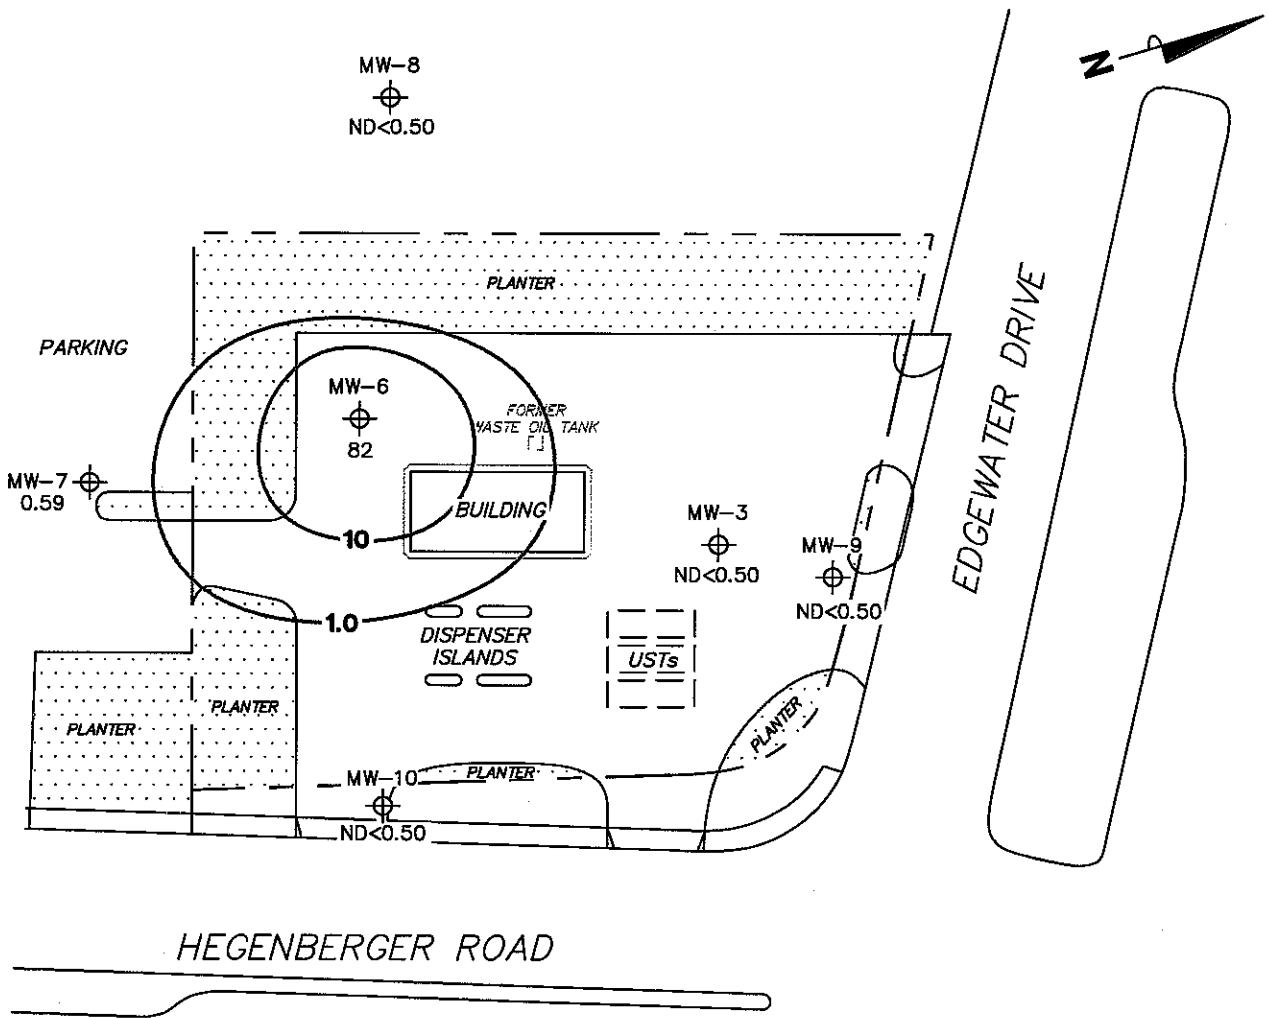 MW-8
ND<0.50
N
PLANTER
PARKING
EDGEWATER DRIVE
MW-6
82
FORMER
WASTE OIL TANK
MW-7
0.59
BUILDING
10
MW-3
ND<0.50
MW-9
ND<0.50
1.0
DISPENSER
ISLANDS
USTs
PLANTER
PLANTER
PLANTER
PLANTER
MW-10
ND<0.50
HEGENBERGER ROAD